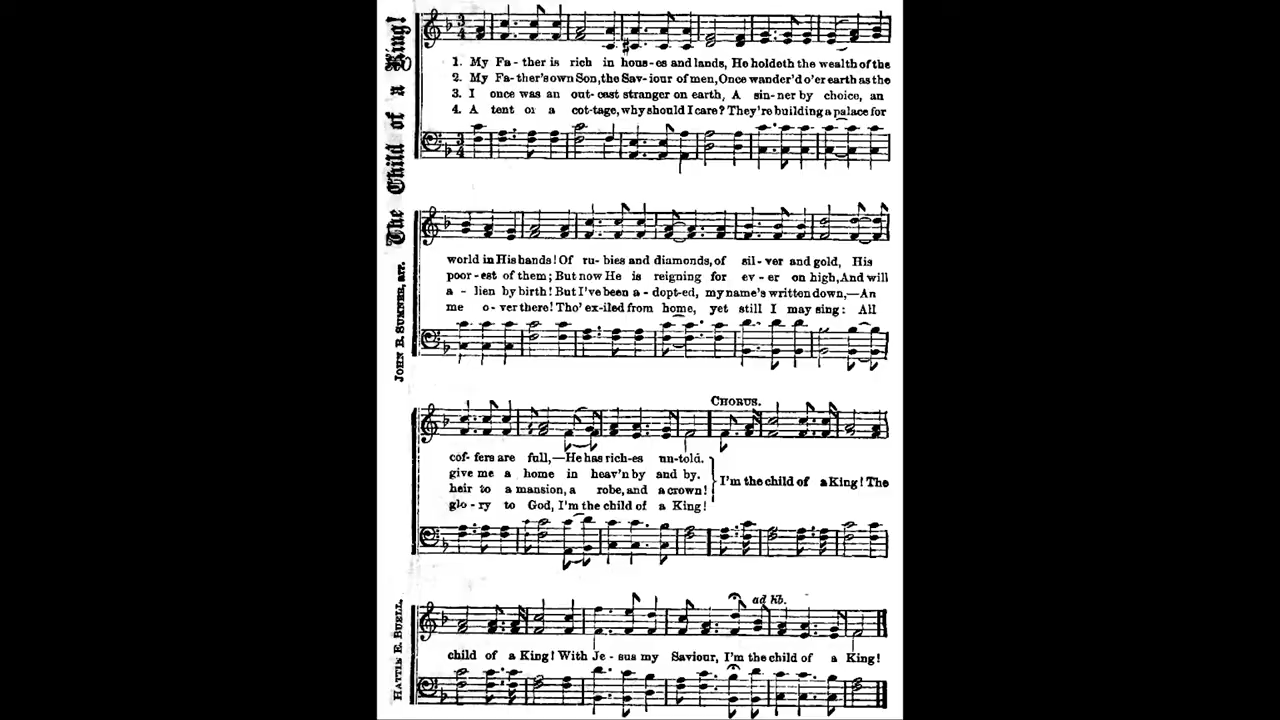 The Child of a King!
HATTIE E. BUELL.
JOHN B. SUMNER, arr.
1. My Fa-ther is rich in hous-es and lands, He holdeth the wealth of the
2. My Fa-ther's own Son, the Sav-iour of men, Once wander'd o'er earth as the
3. I once was an out-cast stranger on earth, A sin-ner by choice, an
4. A tent or a cot-tage, why should I care? They're building a palace for
world in His hands! Of ru-bies and diamonds, of sil-ver and gold, His
poor-est of them; But now He is reigning for ev-er on high, And will
a-lien by birth! But I've been a-dopt-ed, my name's written down,—An
me o-ver there! Tho' ex-iled from home, yet still I may sing: All
CHORUS.
cof-fers are full,—He has rich-es un-told.
give me a home in heav'n by and by.
heir to a mansion, a robe, and a crown!
glo-ry to God, I'm the child of a King!
I'm the child of a King! The
ad lib.
child of a King! With Je-sus my Saviour, I'm the child of a King!